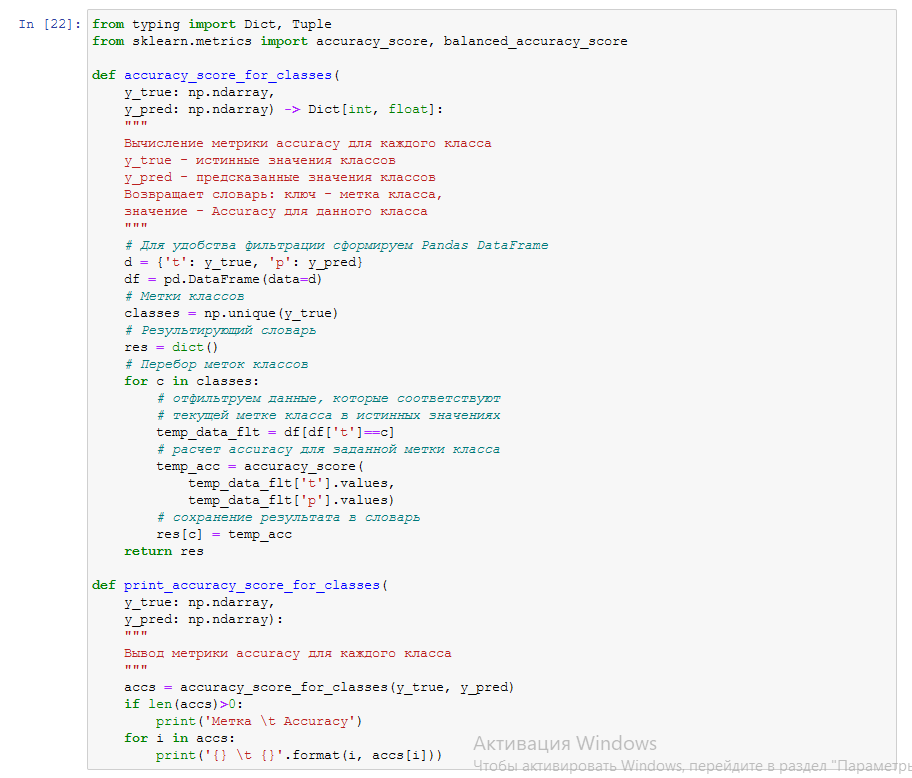 In [22]:
from typing import Dict, Tuple
from sklearn.metrics import accuracy_score, balanced_accuracy_score

def accuracy_score_for_classes(
    y_true: np.ndarray,
    y_pred: np.ndarray) -> Dict[int, float]:
    """
    Вычисление метрики accuracy для каждого класса
    y_true - истинные значения классов
    y_pred - предсказанные значения классов
    Возвращает словарь: ключ - метка класса,
    значение - Accuracy для данного класса
    """
    # Для удобства фильтрации сформируем Pandas DataFrame
    d = {'t': y_true, 'p': y_pred}
    df = pd.DataFrame(data=d)
    # Метки классов
    classes = np.unique(y_true)
    # Результирующий словарь
    res = dict()
    # Перебор меток классов
    for c in classes:
        # отфильтруем данные, которые соответствуют
        # текущей метке класса в истинных значениях
        temp_data_flt = df[df['t']==c]
        # расчет accuracy для заданной метки класса
        temp_acc = accuracy_score(
            temp_data_flt['t'].values,
            temp_data_flt['p'].values)
        # сохранение результата в словарь
        res[c] = temp_acc
    return res

def print_accuracy_score_for_classes(
    y_true: np.ndarray,
    y_pred: np.ndarray):
    """
    Вывод метрики accuracy для каждого класса
    """
    accs = accuracy_score_for_classes(y_true, y_pred)
    if len(accs)>0:
        print('Метка \t Accuracy')
    for i in accs:
        print('{} \t {}'.format(i, accs[i]))
Активация Windows
Чтобы активировать Windows, перейдите в раздел "Параметры